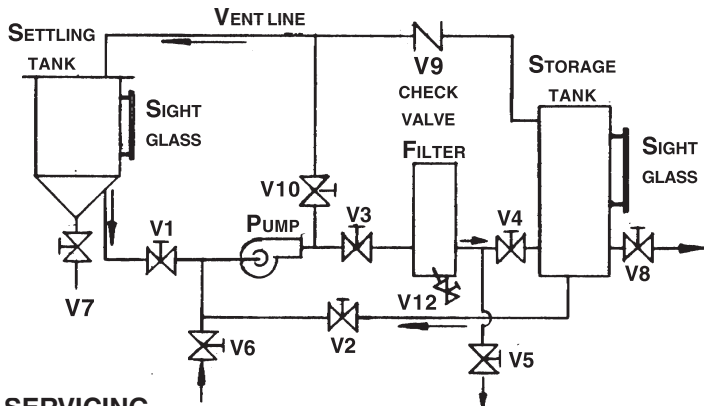 VENT LINE
SETTLING
TANK
V9
CHECK
VALVE
STORAGE
TANK
SIGHT
GLASS
FILTER
SIGHT
GLASS
V10
V1
PUMP
V3
V4
V8
V7
V12
V6
V2
V5
SERVICING